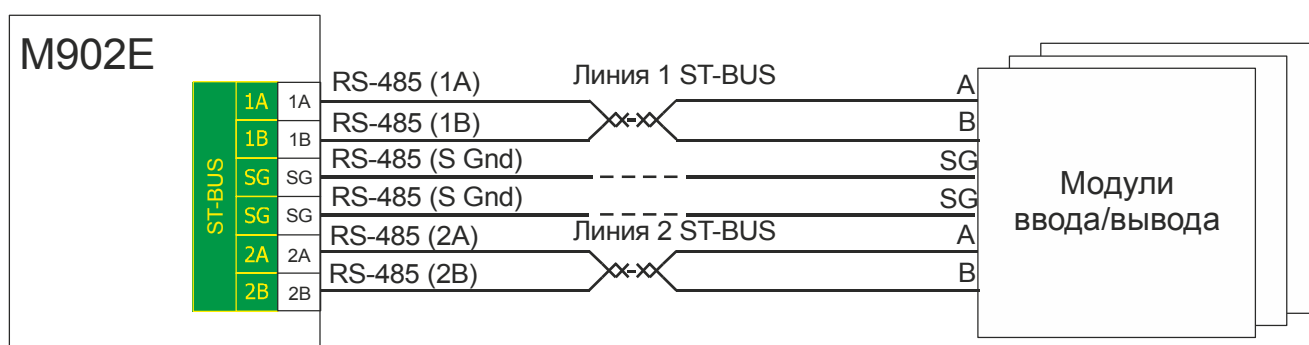 M902E
ST-BUS
1A 1A RS-485 (1A) Линия 1 ST-BUS A
1B 1B RS-485 (1B) B
SG SG RS-485 (S Gnd) SG
SG SG RS-485 (S Gnd) SG
2A 2A RS-485 (2A) Линия 2 ST-BUS A
2B 2B RS-485 (2B) B
Модули
ввода/вывода